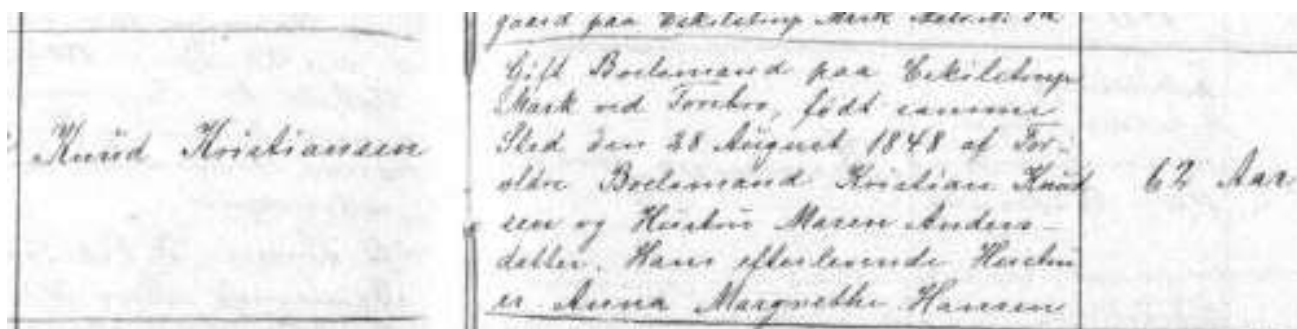 gaard paa Eskilstrup Mark Matr. N.
Knud Kristiansen
Gift Boelsmand paa Eskilstrup
Mark ved Torebro, født samme
Sted den 28 August 1848 af For-
ældre Boelsmand Kristian Knud
sen og Hustru Maren Anders-
datter. Hans efterlevende Hustru
er Anna Margrethe Hansen
62 Aar